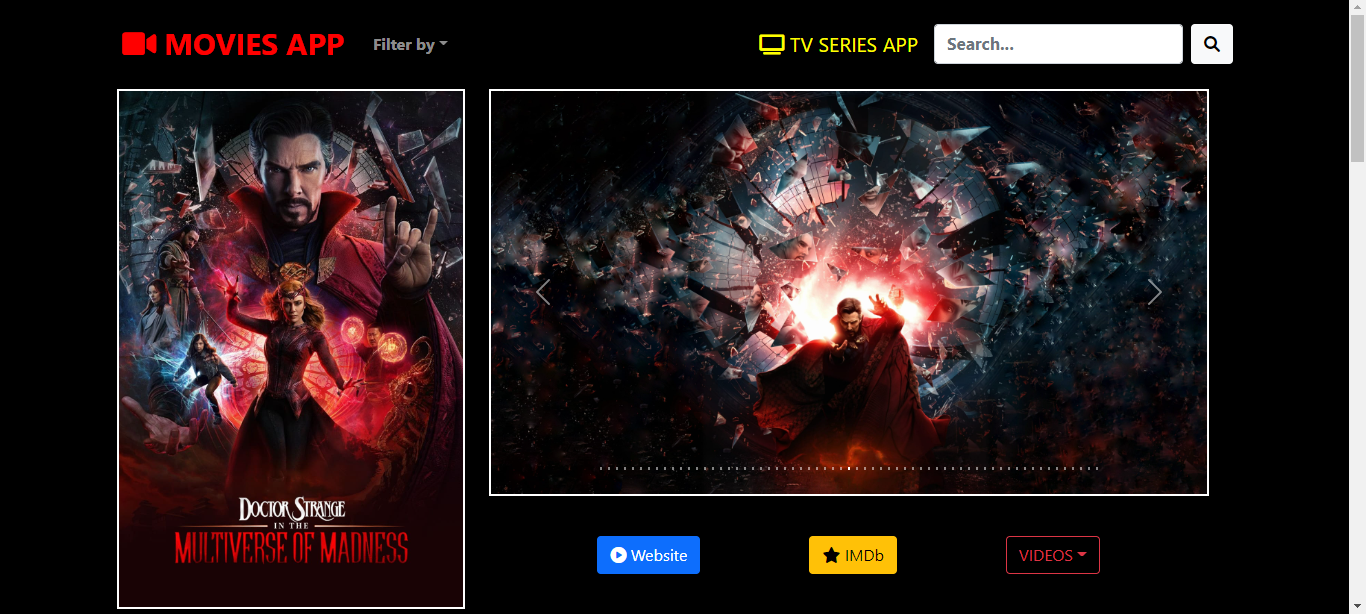 MOVIES APP
Filter by
TV SERIES APP
Search...
DOCTOR STRANGE
IN THE
MULTIVERSE OF MADNESS
Website
IMDb
VIDEOS